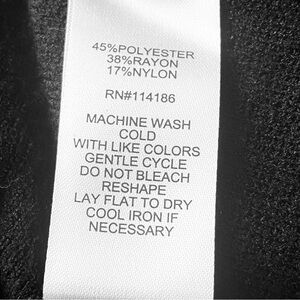 45%POLYESTER
38%RAYON
17%NYLON
RN#114186
MACHINE WASH
COLD
WITH LIKE COLORS
GENTLE CYCLE
DO NOT BLEACH
RESHAPE
LAY FLAT TO DRY
COOL IRON IF
NECESSARY